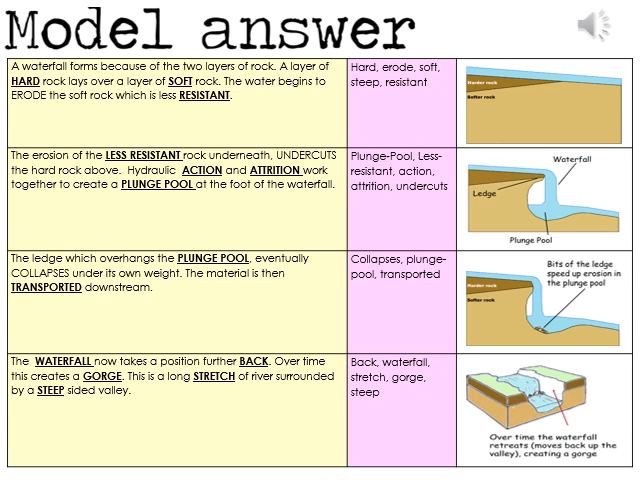 Model answer
A waterfall forms because of the two layers of rock. A layer of
HARD rock lays over a layer of SOFT rock. The water begins to
ERODE the soft rock which is less RESISTANT.
Hard, erode, soft,
steep, resistant
Harder rock
Softer rock
The erosion of the LESS RESISTANT rock underneath, UNDERCUTS
the hard rock above. Hydraulic ACTION and ATTRITION work
together to create a PLUNGE POOL at the foot of the waterfall.
Plunge-Pool, Less-
resistant, action,
attrition, undercuts
Waterfall
Ledge
Plunge Pool
The ledge which overhangs the PLUNGE POOL, eventually
COLLAPSES under its own weight. The material is then
TRANSPORTED downstream.
Collapses, plunge-
pool, transported
Bits of the ledge
speed up erosion in
the plunge pool
Harder rock
Softer rock
The WATERFALL now takes a position further BACK. Over time
this creates a GORGE. This is a long STRETCH of river surrounded
by a STEEP sided valley.
Back, waterfall,
stretch, gorge,
steep
Over time the waterfall
retreats (moves back up the
valley), creating a gorge